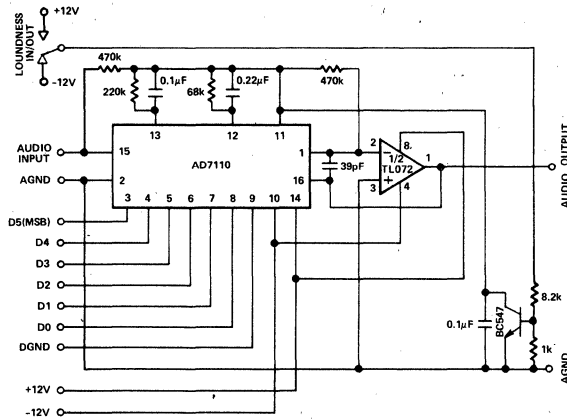 +12V
LOUDNESS
IN/OUT
-12V
470k
220k
0.1µF
68k
0.22µF
470k
13
12
11
AUDIO
INPUT
15
AD7110
1
39pF
2
8
1/2
TL072
1
AGND
2
16
3
4
AUDIO OUTPUT
D5(MSB)
3 4 5 6 7 8 9 10 14
D4
D3
D2
D1
D0
DGND
+12V
-12V
8.2k
0.1µF
BC547
1k
AGND